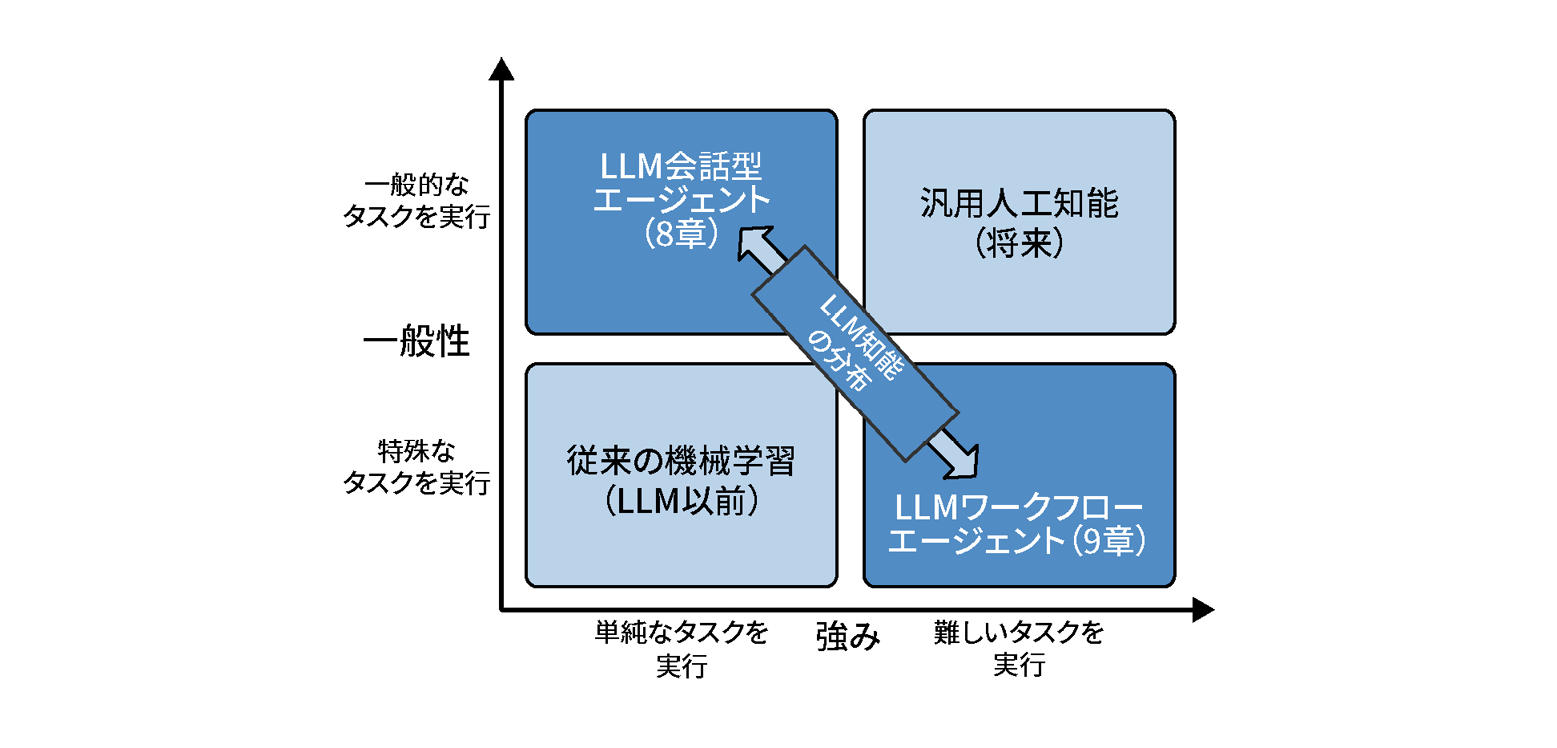 一般的な
タスクを実行
一般性
特殊な
タスクを実行
LLM会話型
エージェント
（8章）
汎用人工知能
（将来）
LLM知能
の分布
従来の機械学習
（LLM以前）
LLMワークフロー
エージェント（9章）
単純なタスクを
実行
強み
難しいタスクを
実行